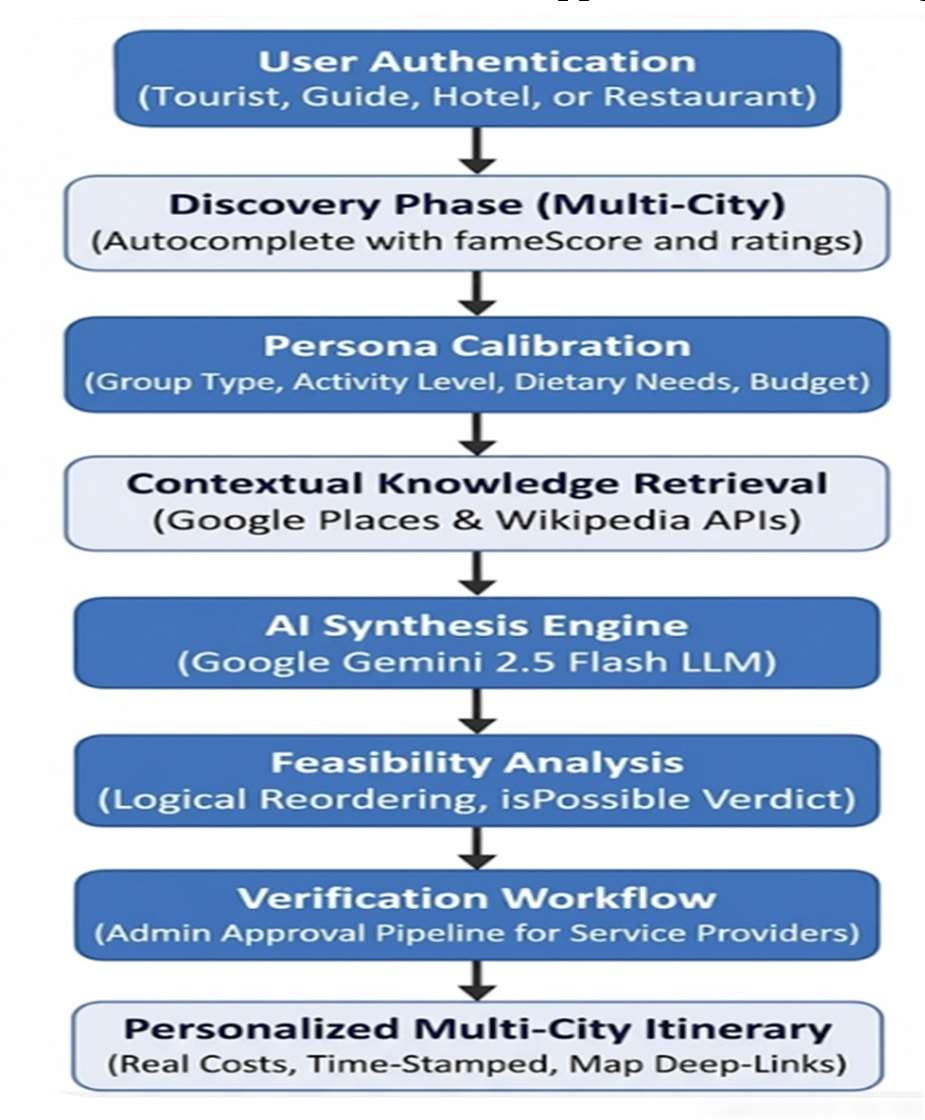 User Authentication
(Tourist, Guide, Hotel, or Restaurant)
Discovery Phase (Multi-City)
(Autocomplete with fameScore and ratings)
Persona Calibration
(Group Type, Activity Level, Dietary Needs, Budget)
Contextual Knowledge Retrieval
(Google Places & Wikipedia APIs)
AI Synthesis Engine
(Google Gemini 2.5 Flash LLM)
Feasibility Analysis
(Logical Reordering, isPossible Verdict)
Verification Workflow
(Admin Approval Pipeline for Service Providers)
Personalized Multi-City Itinerary
(Real Costs, Time-Stamped, Map Deep-Links)